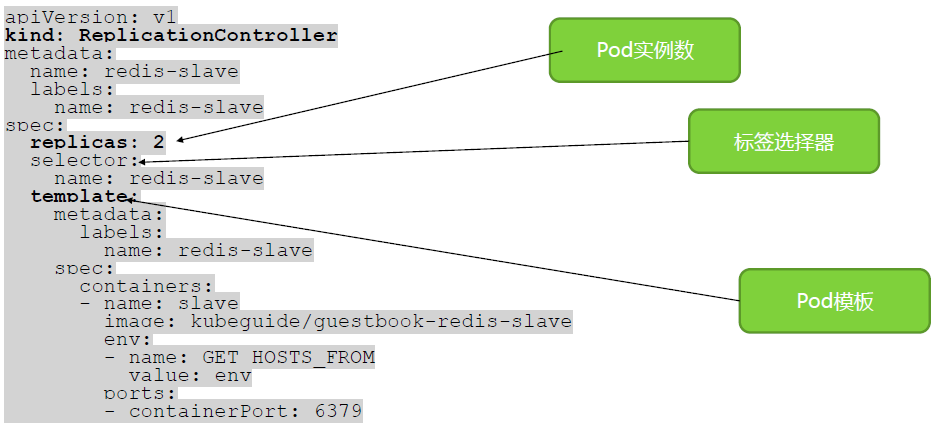 apiVersion: v1
kind: ReplicationController
metadata:
  name: redis-slave
  labels:
    name: redis-slave
spec:
  replicas: 2
  selector:
    name: redis-slave
  template:
    metadata:
      labels:
        name: redis-slave
    spec:
      containers:
      - name: slave
        image: kubeguide/guestbook-redis-slave
        env:
        - name: GET_HOSTS_FROM
          value: env
        ports:
        - containerPort: 6379
Pod实例数
标签选择器
Pod模板